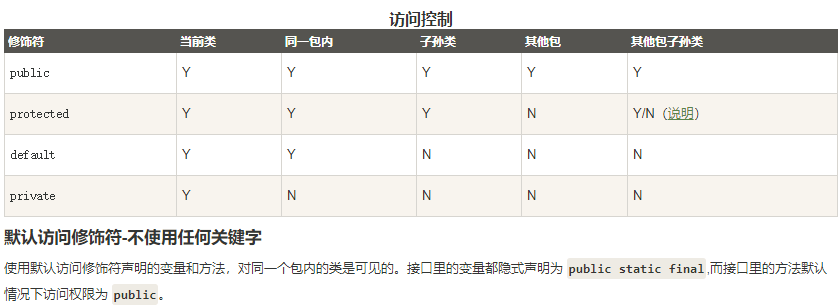 访问控制
修饰符 当前类 同一包内 子孙类 其他包 其他包子孙类
public Y Y Y Y Y
protected Y Y Y N Y/N（说明）
default Y Y N N N
private Y N N N N
默认访问修饰符-不使用任何关键字
使用默认访问修饰符声明的变量和方法，对同一个包内的类是可见的。接口里的变量都隐式声明为 public static final,而接口里的方法默认
情况下访问权限为 public。